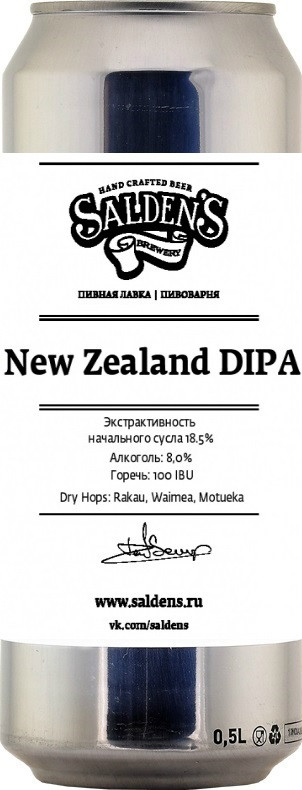 HAND CRAFTED BEER
SALDEN'S
BREWERY
ПИВНАЯ ЛАВКА | ПИВОВАРНЯ
New Zealand DIPA
Экстрактивность
начального сусла 18.5%
Алкоголь: 8,0%
Горечь: 100 IBU
Dry Hops: Rakau, Waimea, Motueka
www.saldens.ru
vk.com/saldens
0,5L